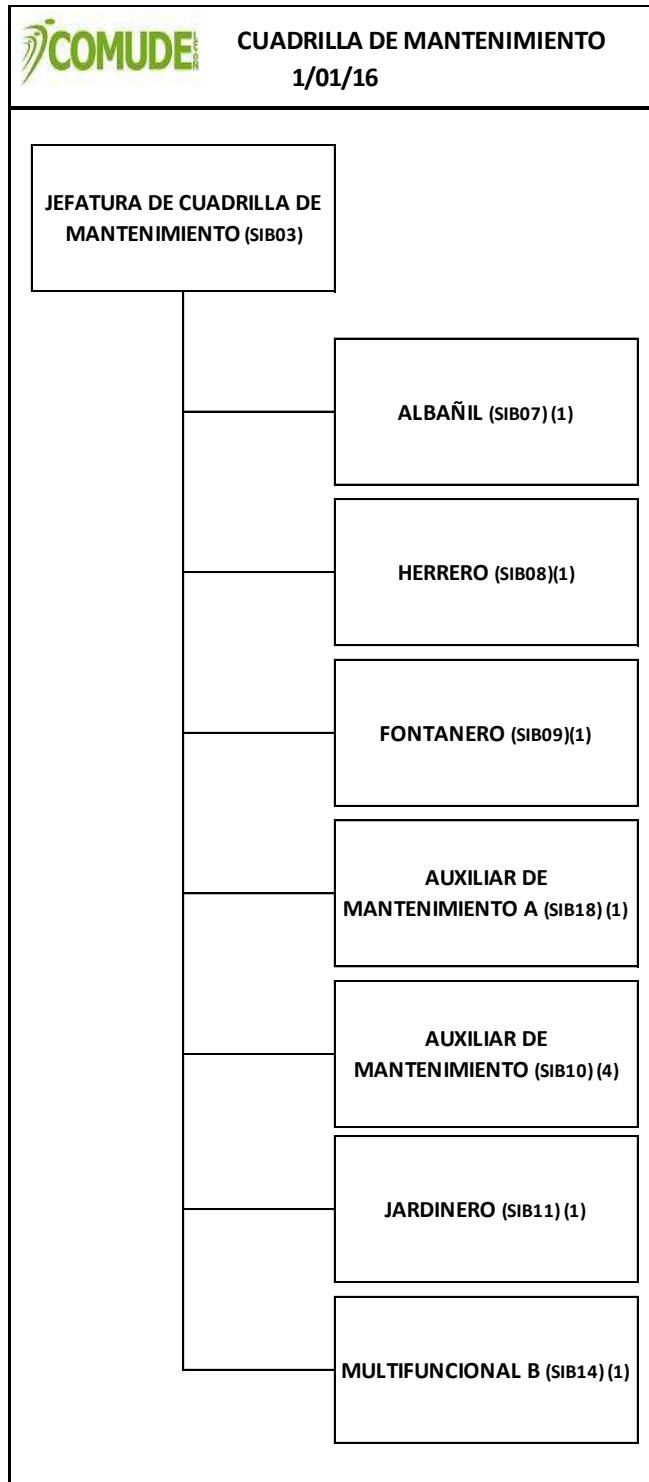 COMUDE LEÓN
CUADRILLA DE MANTENIMIENTO
1/01/16
JEFATURA DE CUADRILLA DE
MANTENIMIENTO (SIB03)
ALBAÑIL (SIB07) (1)
HERRERO (SIB08)(1)
FONTANERO (SIB09)(1)
AUXILIAR DE
MANTENIMIENTO A (SIB18) (1)
AUXILIAR DE
MANTENIMIENTO (SIB10) (4)
JARDINERO (SIB11) (1)
MULTIFUNCIONAL B (SIB14) (1)